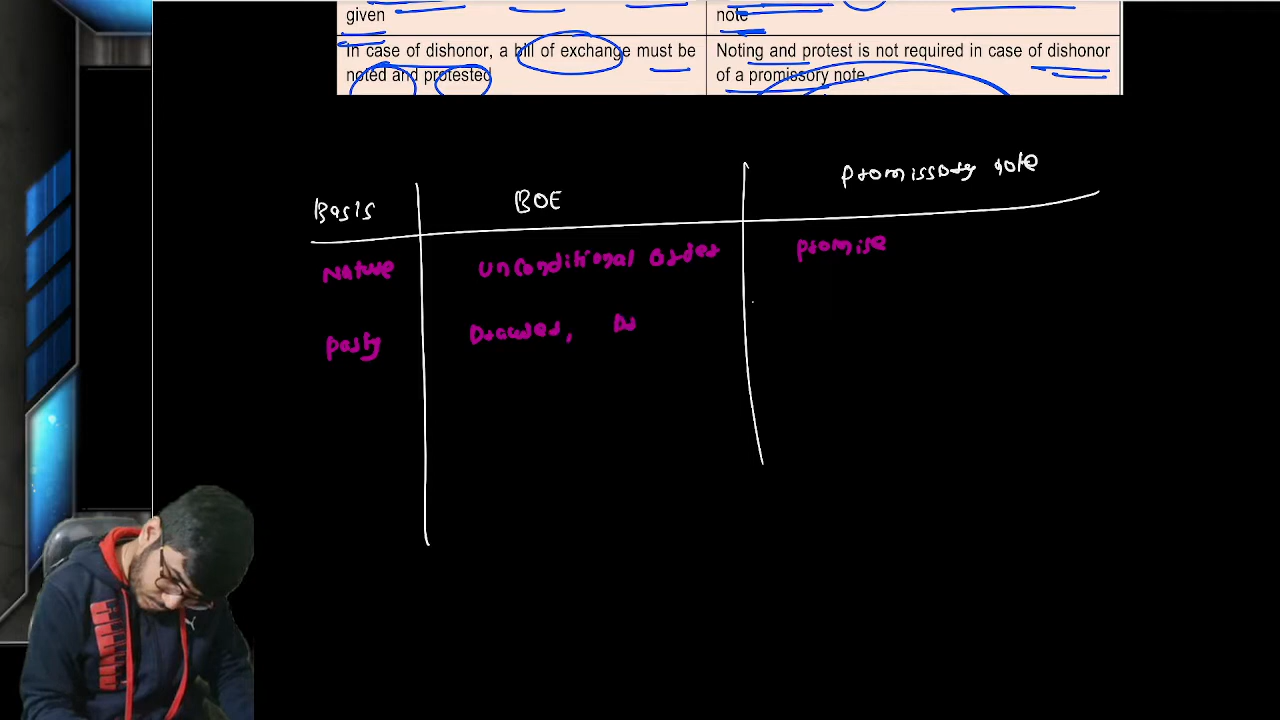 given
note
In case of dishonor, a bill of exchange must be
noted and protested
Noting and protest is not required in case of dishonor
of a promissory note.
Basis
BOE
Promissory note
Nature
unconditional order
promise
party
Drawer, Dr